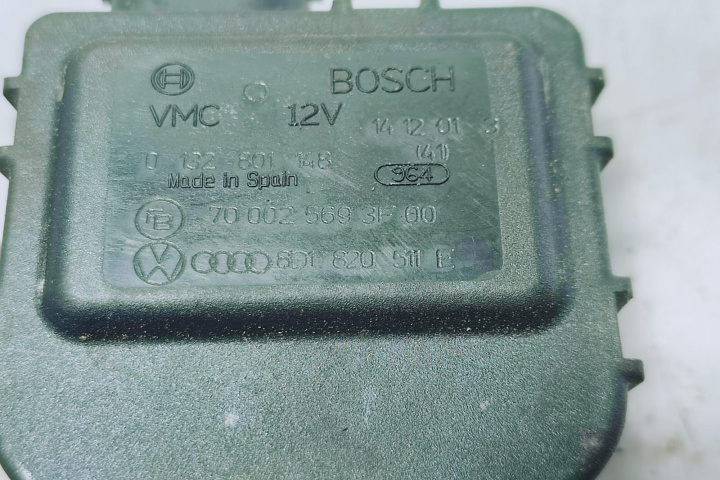 BOSCH
VMC 12V
14 12 01 3
0 132 801 148
(41)
Made in Spain
964
70 002 569 3F 00
8D1 820 511 E